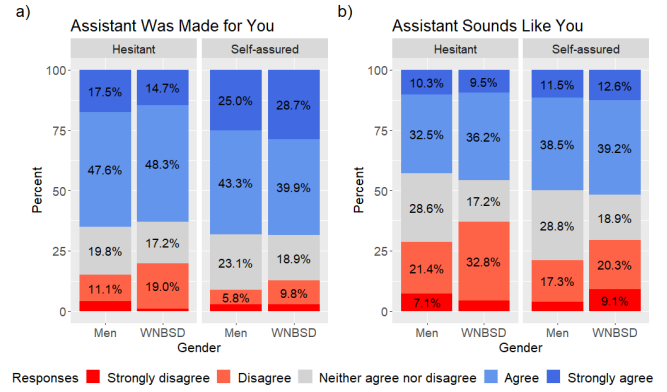 a)
Assistant Was Made for You
Hesitant
Self-assured
100
75
50
25
0
Percent
17.5%
14.7%
25.0%
28.7%
47.6%
48.3%
43.3%
39.9%
19.8%
17.2%
23.1%
18.9%
11.1%
19.0%
5.8%
9.8%
Men
WNBSD
Men
WNBSD
Gender
b)
Assistant Sounds Like You
Hesitant
Self-assured
100
75
50
25
0
Percent
10.3%
9.5%
11.5%
12.6%
32.5%
36.2%
38.5%
39.2%
28.6%
17.2%
28.8%
18.9%
21.4%
32.8%
17.3%
20.3%
7.1%
9.1%
Men
WNBSD
Men
WNBSD
Gender
Responses Strongly disagree Disagree Neither agree nor disagree Agree Strongly agree